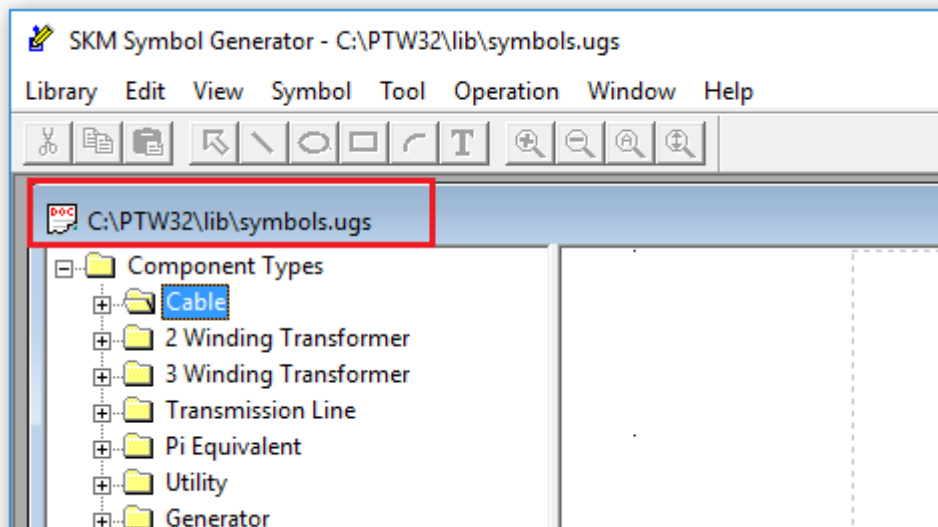 SKM Symbol Generator - C:\PTW32\lib\symbols.ugs
Library Edit View Symbol Tool Operation Window Help
T
A
DOC C:\PTW32\lib\symbols.ugs
Component Types
Cable
2 Winding Transformer
3 Winding Transformer
Transmission Line
Pi Equivalent
Utility
Generator